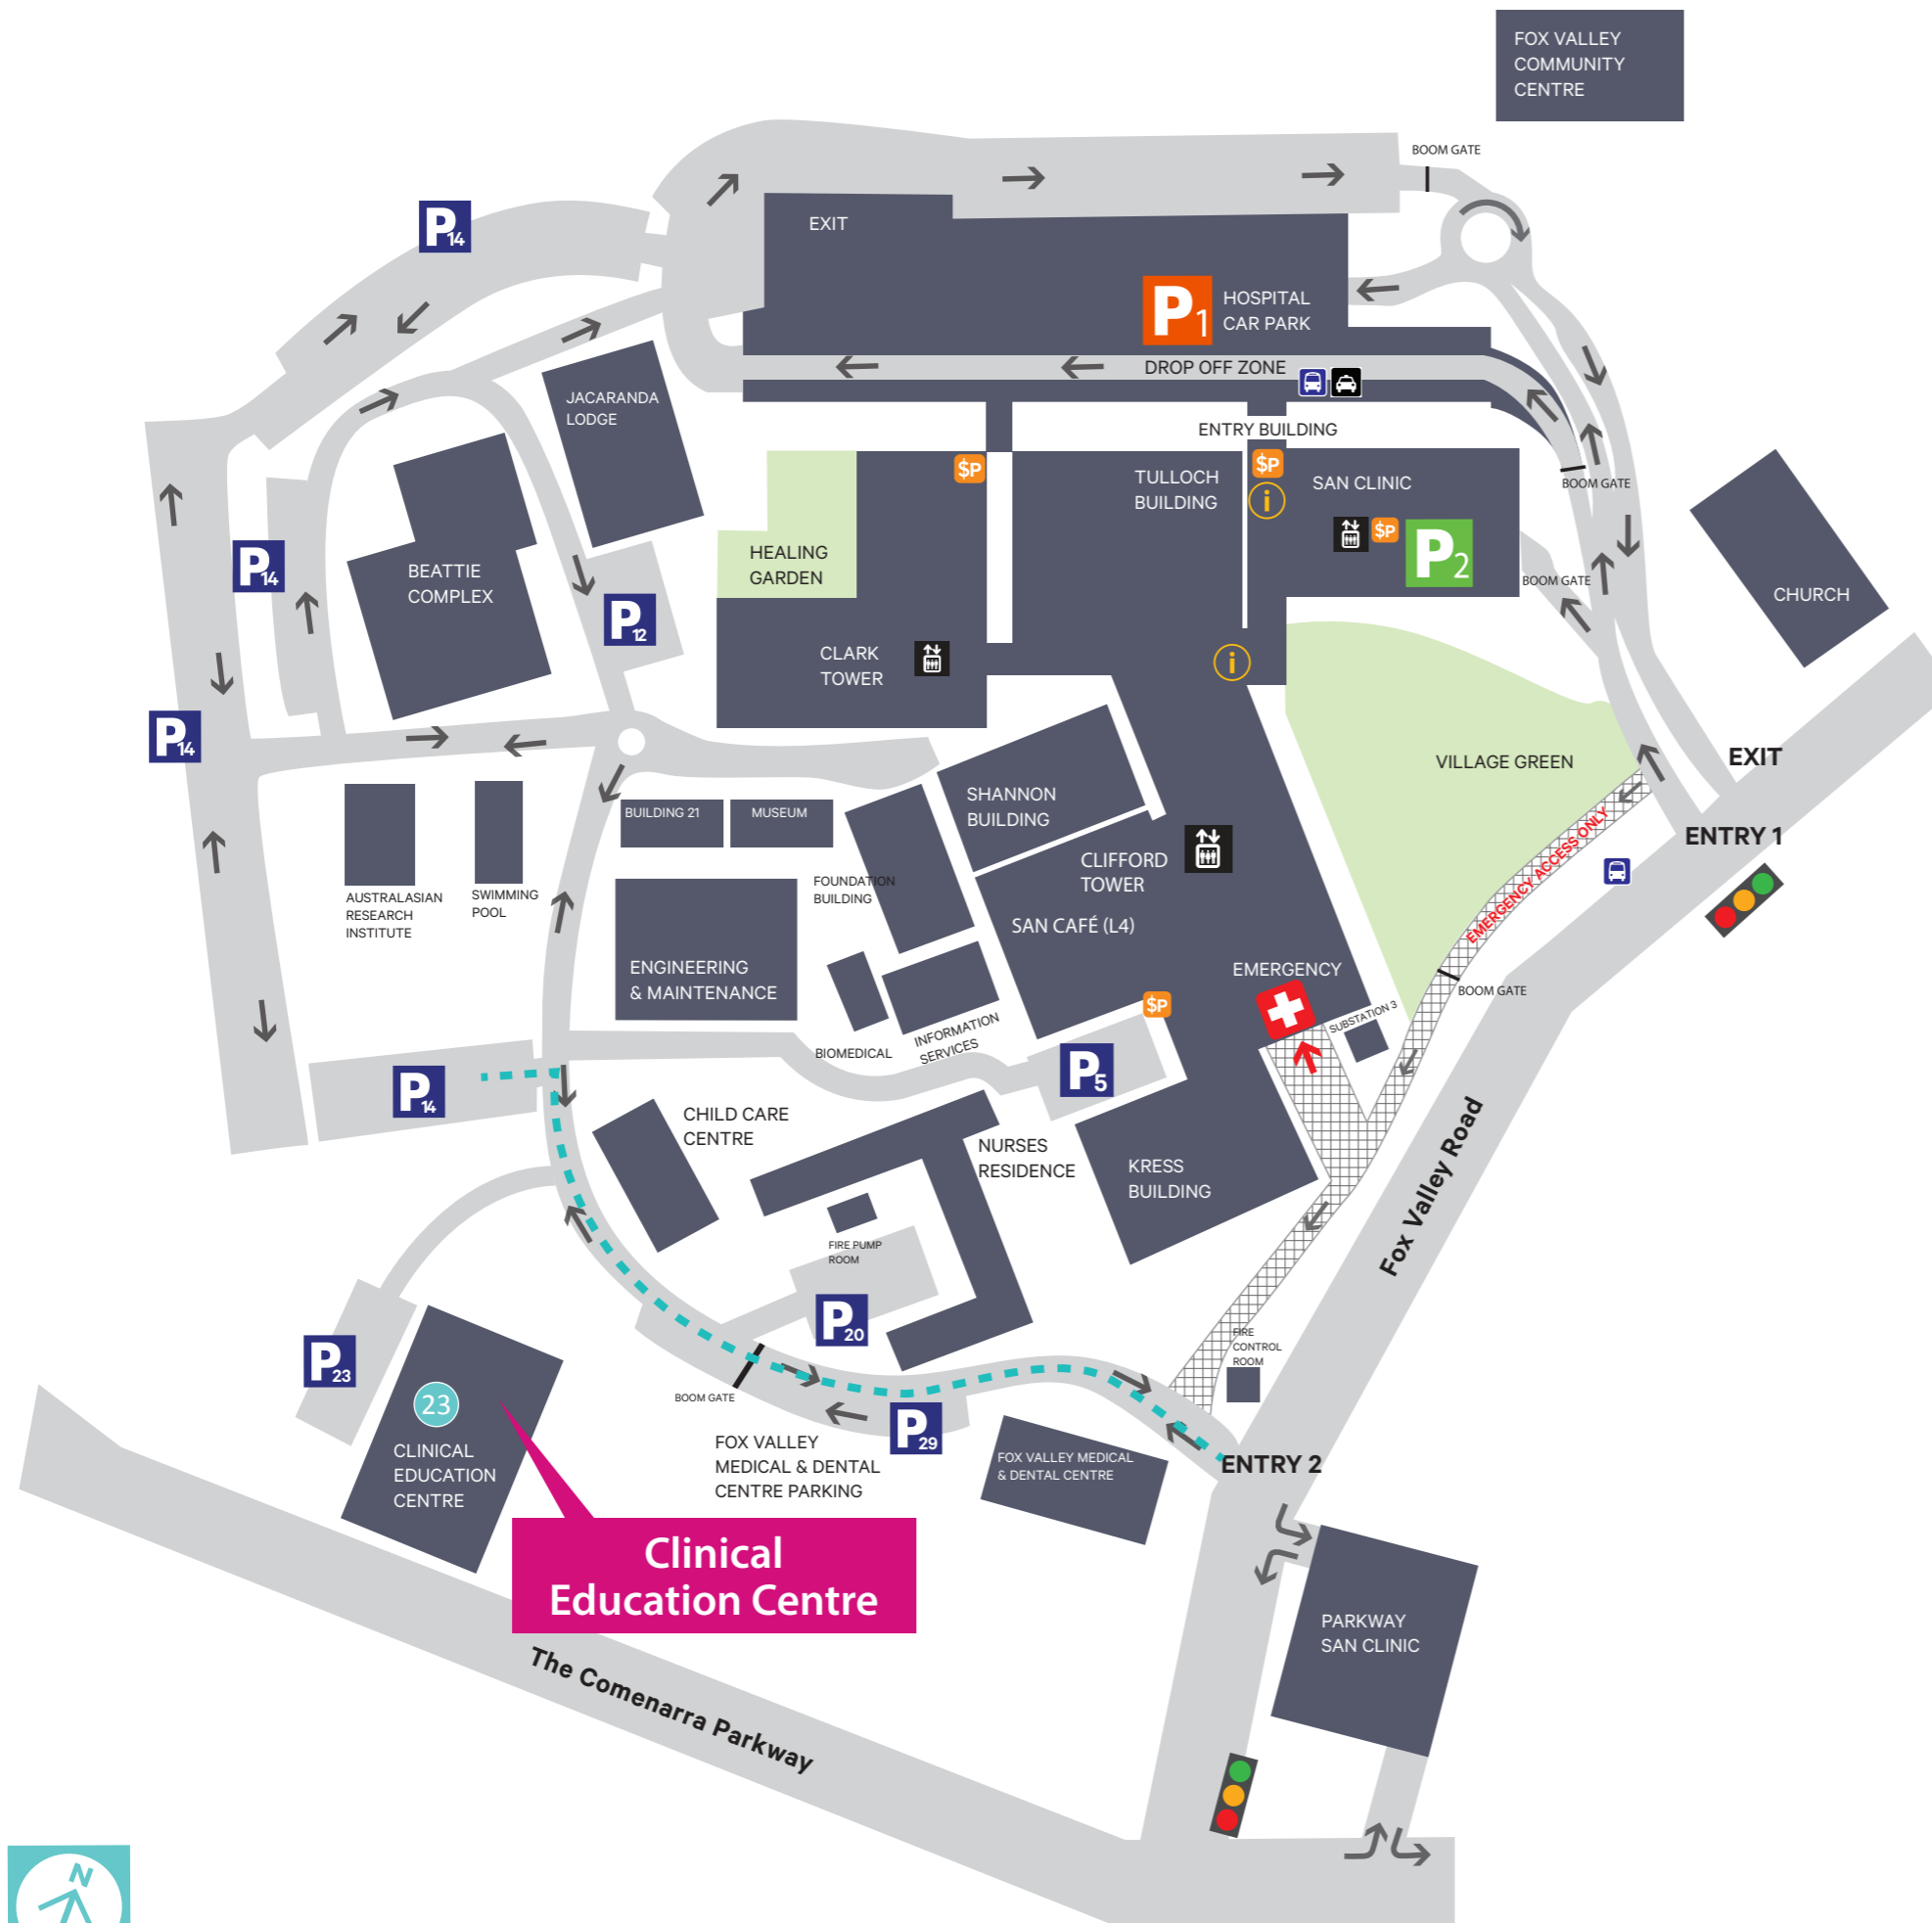 FOX VALLEY
COMMUNITY
CENTRE
BOOM GATE
EXIT
P14
P1
HOSPITAL
CAR PARK
DROP OFF ZONE
JACARANDA
LODGE
ENTRY BUILDING
$P
$P
i
TULLOCH
BUILDING
SAN CLINIC
BOOM GATE
$P
P2
P14
BEATTIE
COMPLEX
HEALING
GARDEN
BOOM GATE
CHURCH
P12
CLARK
TOWER
i
P14
VILLAGE GREEN
EXIT
ENTRY 1
EMERGENCY ACCESS ONLY
SHANNON
BUILDING
BUILDING 21
MUSEUM
CLIFFORD
TOWER
FOUNDATION
BUILDING
AUSTRALASIAN
RESEARCH
INSTITUTE
SWIMMING
POOL
SAN CAFÉ (L4)
ENGINEERING
& MAINTENANCE
EMERGENCY
BOOM GATE
$P
SUBSTATION 3
INFORMATION
SERVICES
BIOMEDICAL
P5
P14
CHILD CARE
CENTRE
NURSES
RESIDENCE
KRESS
BUILDING
Fox Valley Road
FIRE PUMP
ROOM
P20
FIRE
CONTROL
ROOM
P23
BOOM GATE
23
P29
CLINICAL
EDUCATION
CENTRE
FOX VALLEY
MEDICAL & DENTAL
CENTRE PARKING
FOX VALLEY MEDICAL
& DENTAL CENTRE
ENTRY 2
Clinical
Education Centre
PARKWAY
SAN CLINIC
The Comenarra Parkway
N